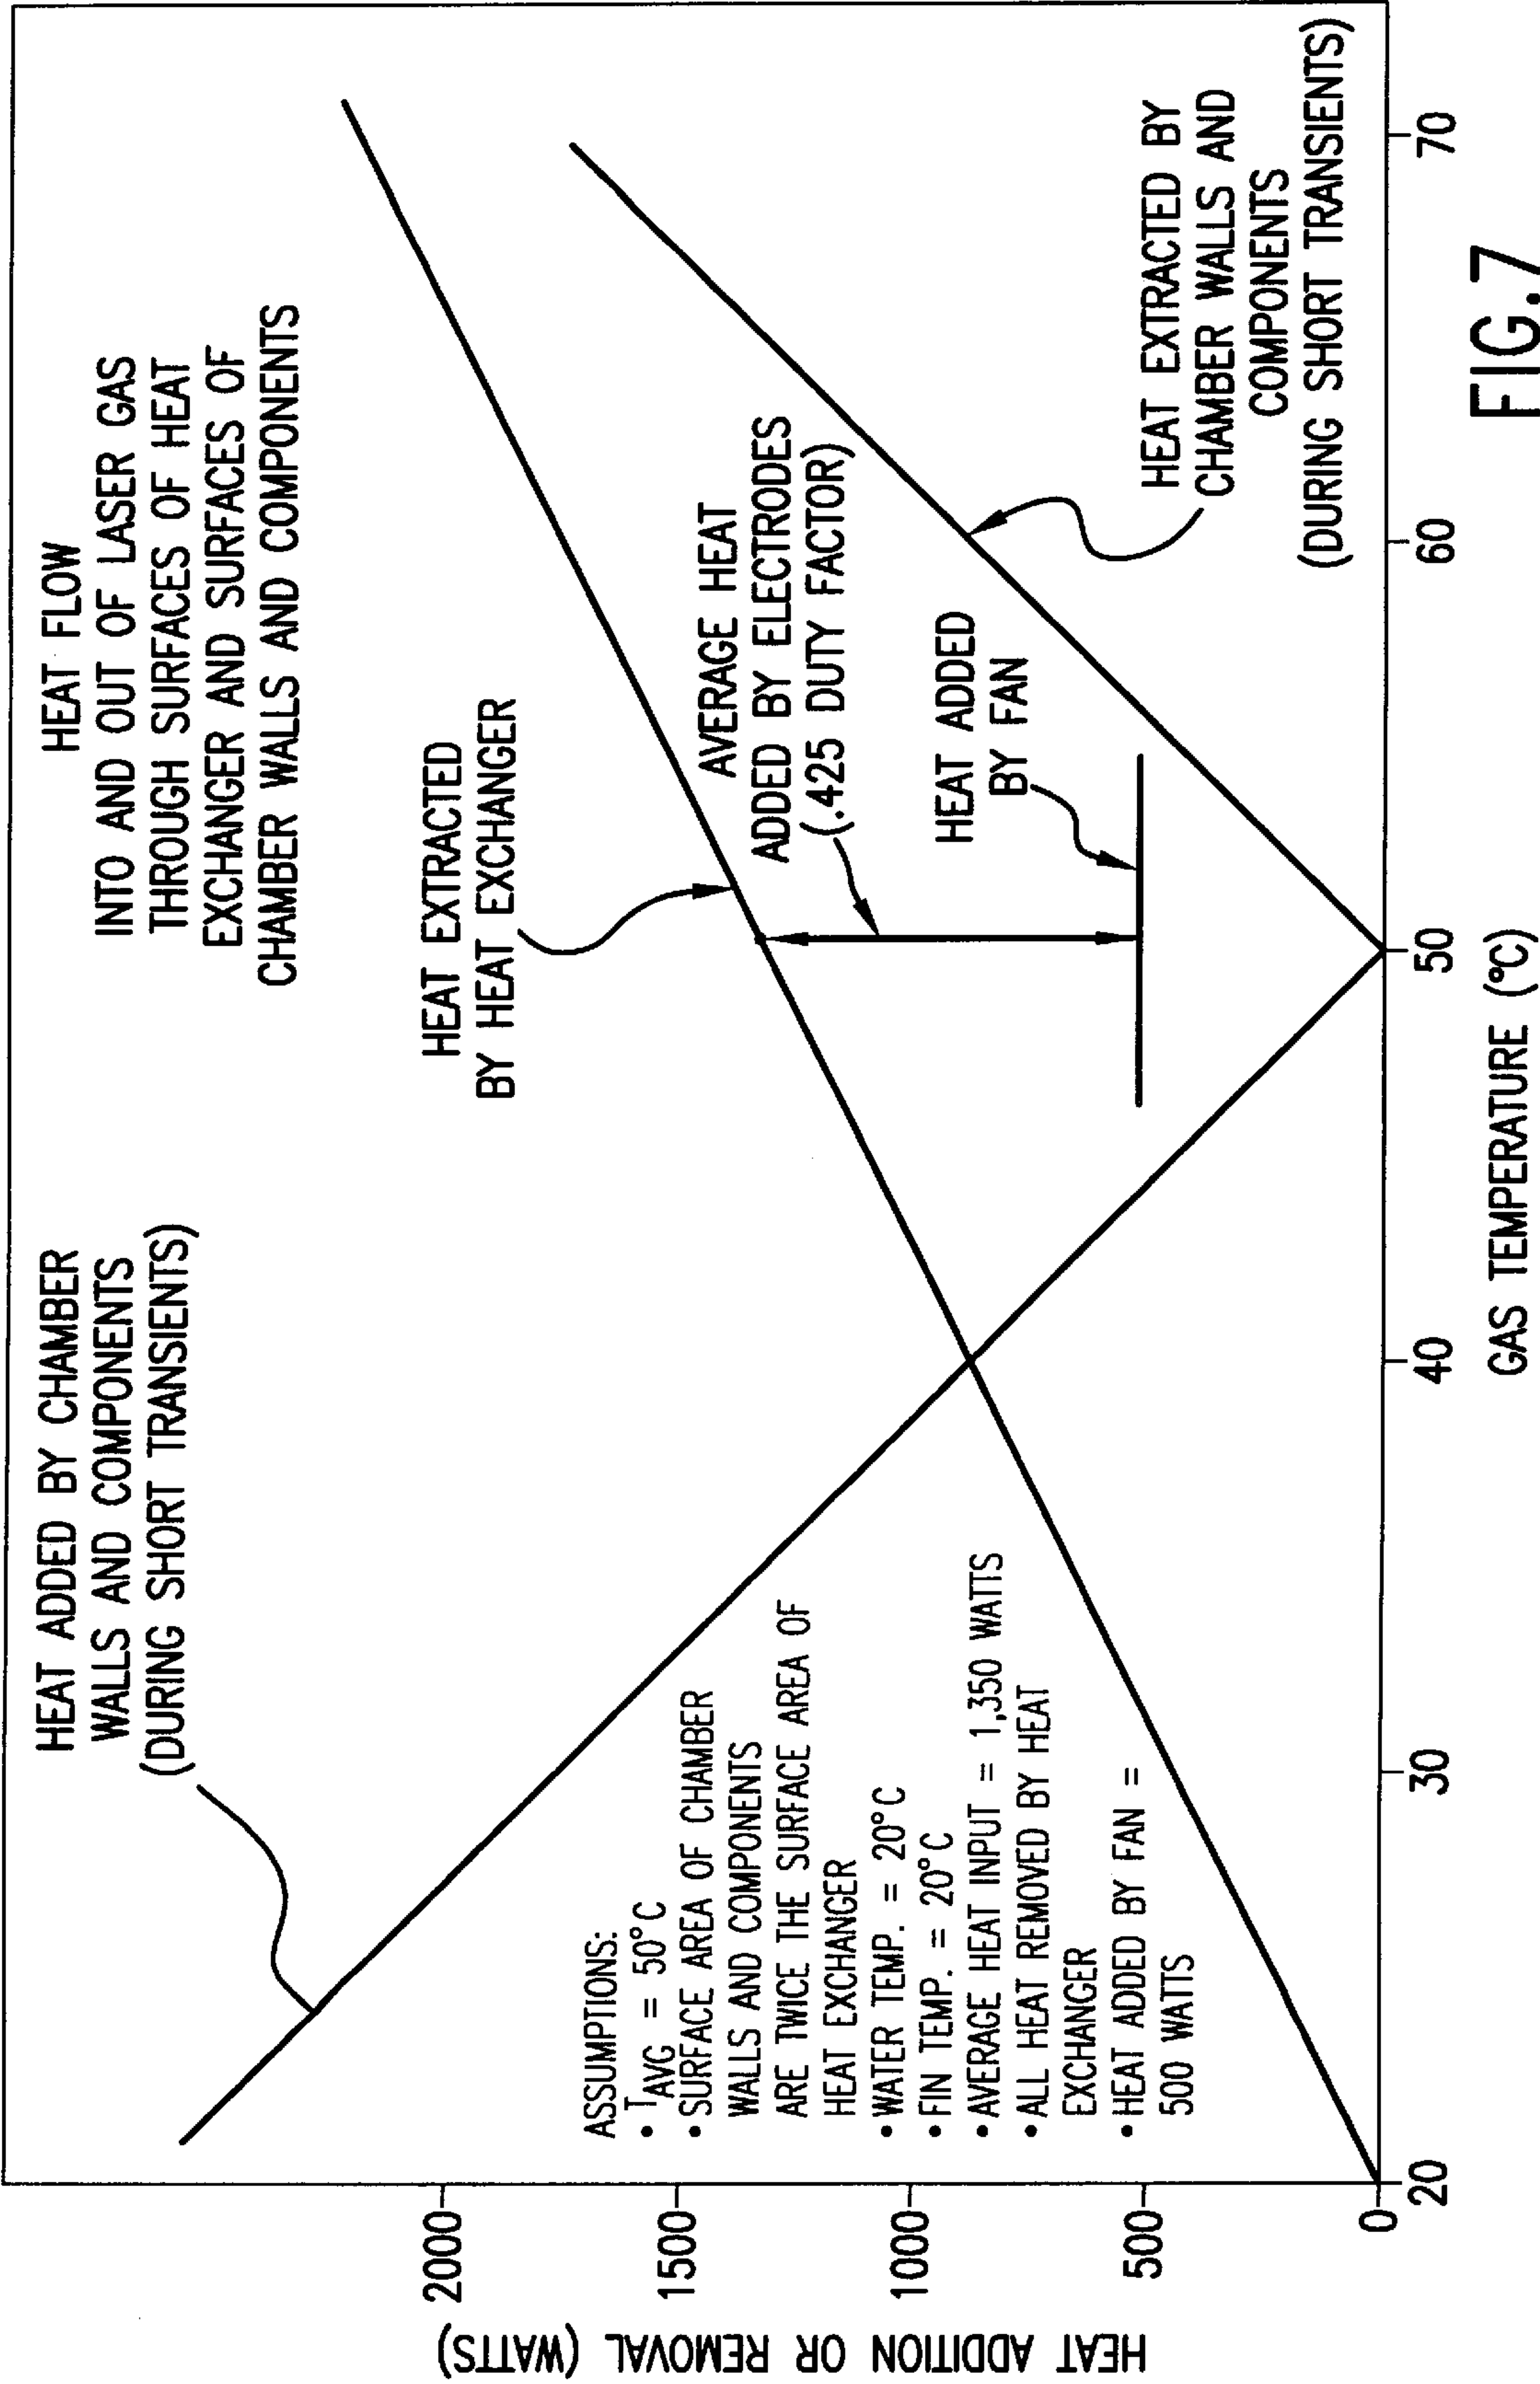 HEAT FLOW
INTO AND OUT OF LASER GAS
THROUGH SURFACES OF HEAT
EXCHANGER AND SURFACES OF
CHAMBER WALLS AND COMPONENTS
HEAT ADDED BY CHAMBER
WALLS AND COMPONENTS
(DURING SHORT TRANSIENTS)
HEAT EXTRACTED
BY HEAT EXCHANGER
AVERAGE HEAT
ADDED BY ELECTRODES
(.425 DUTY FACTOR)
HEAT ADDED
BY FAN
HEAT EXTRACTED BY
CHAMBER WALLS AND
COMPONENTS
(DURING SHORT TRANSIENTS)
ASSUMPTIONS:
• TAVG = 50°C
• SURFACE AREA OF CHAMBER
WALLS AND COMPONENTS
ARE TWICE THE SURFACE AREA OF
HEAT EXCHANGER
• WATER TEMP. = 20°C
• FIN TEMP. = 20°C
• AVERAGE HEAT INPUT = 1,350 WATTS
• ALL HEAT REMOVED BY HEAT
EXCHANGER
• HEAT ADDED BY FAN =
500 WATTS
HEAT ADDITION OR REMOVAL (WATTS)
2000
1500
1000
500
0
20
30
40
50
60
70
GAS TEMPERATURE (°C)
FIG.7